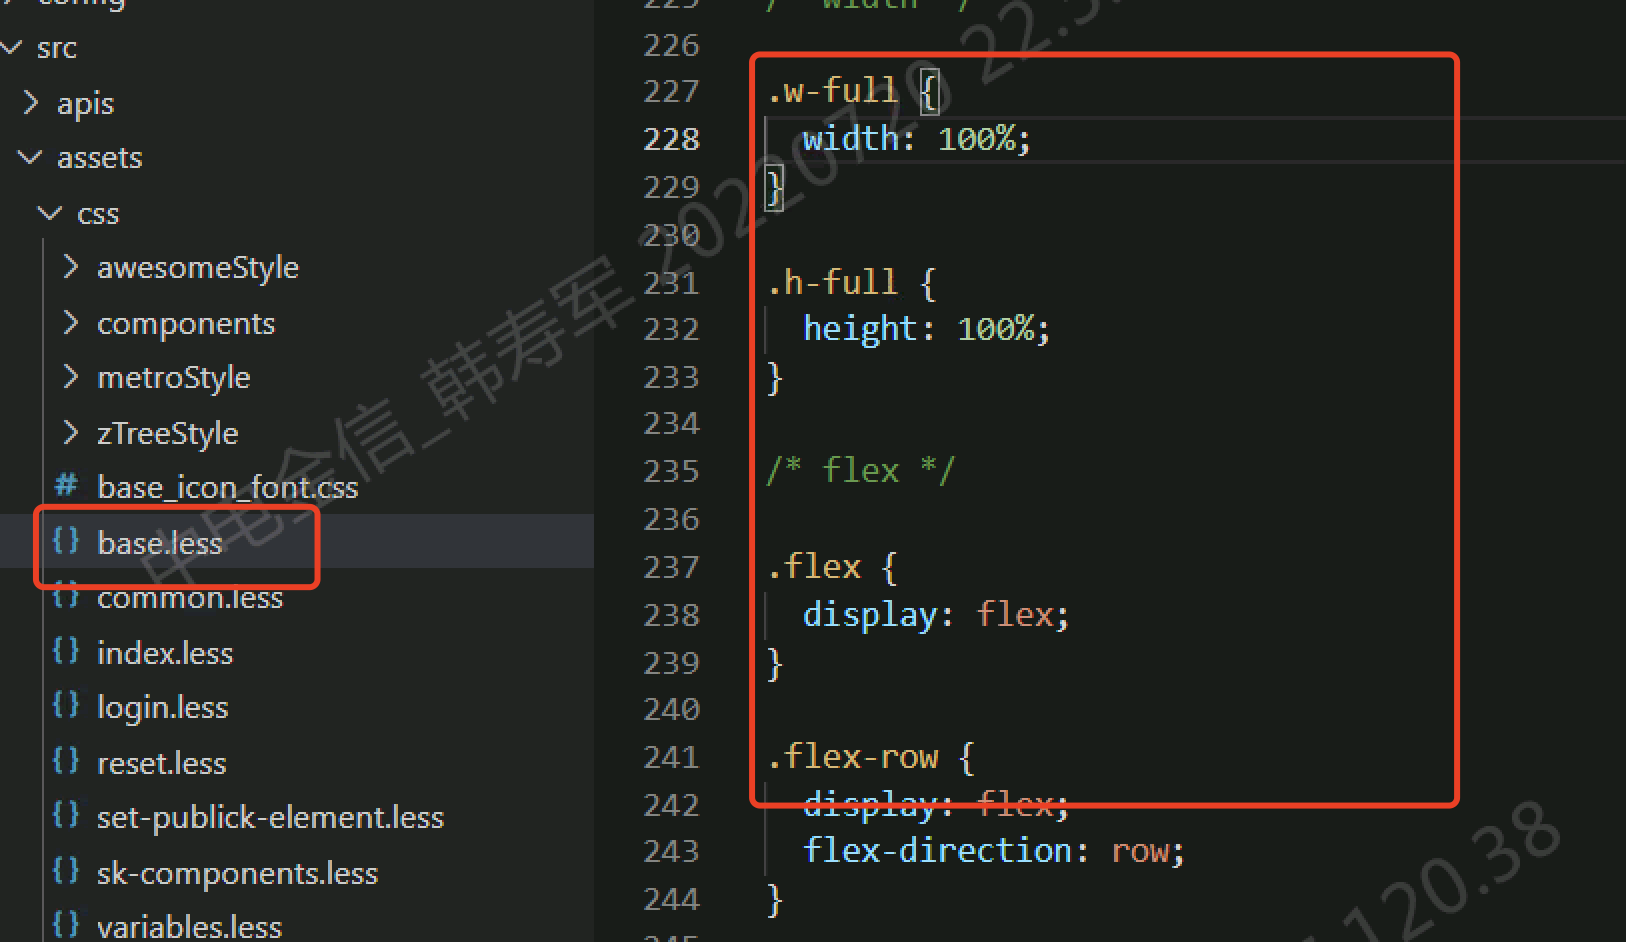 config
src
apis
assets
css
awesomeStyle
components
metroStyle
zTreeStyle
# base_icon_font.css
{} base.less
{} common.less
{} index.less
{} login.less
{} reset.less
{} set-publick-element.less
{} sk-components.less
{} variables.less
225 /* width */
226
227 .w-full {
228 width: 100%;
229 }
230
231 .h-full {
232 height: 100%;
233 }
234
235 /* flex */
236
237 .flex {
238 display: flex;
239 }
240
241 .flex-row {
242 display: flex;
243 flex-direction: row;
244 }
245
中电金信_韩寿军 20220720 22.3
120.38